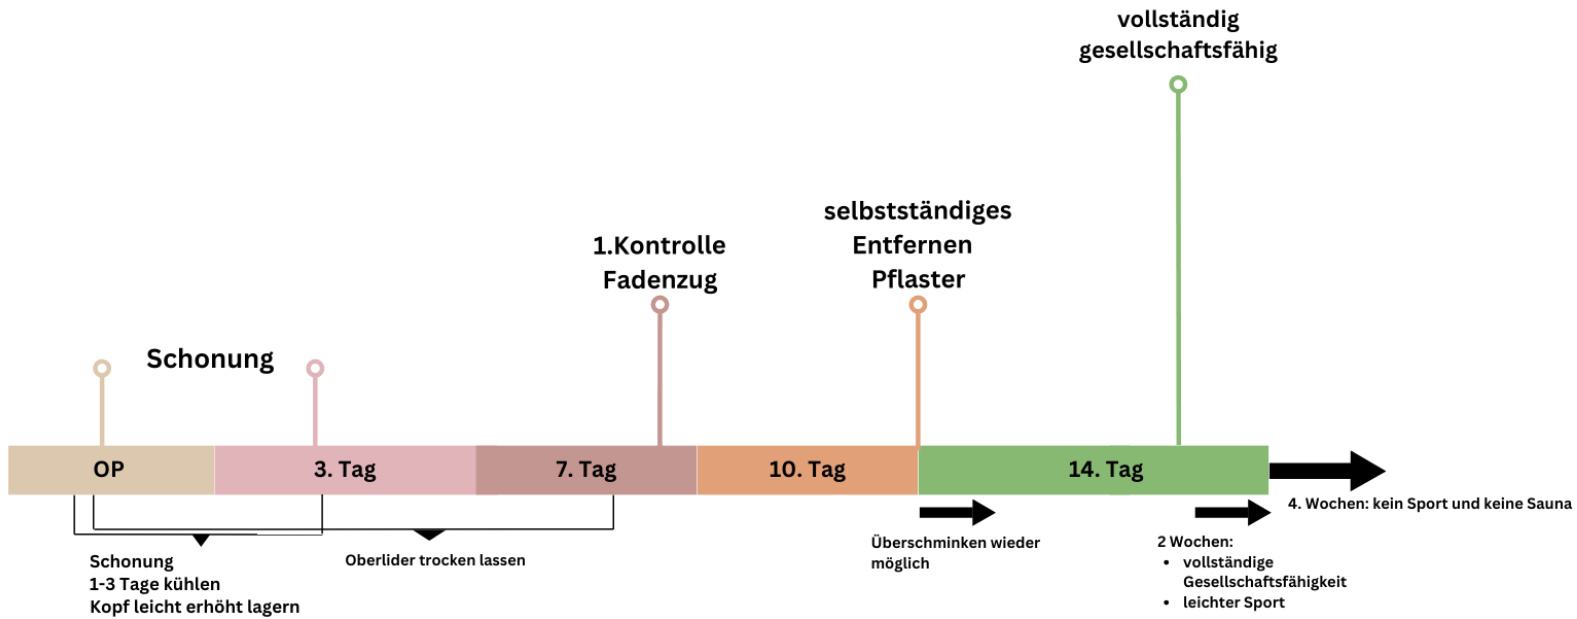 vollständig
gesellschaftsfähig
selbstständiges
Entfernen
Pflaster
1.Kontrolle
Fadenzug
Schonung
OP
3. Tag
7. Tag
10. Tag
14. Tag
4. Wochen: kein Sport und keine Sauna
Schonung
1-3 Tage kühlen
Kopf leicht erhöht lagern
Oberlider trocken lassen
Überschminken wieder
möglich
2 Wochen:
• vollständige
Gesellschaftsfähigkeit
• leichter Sport